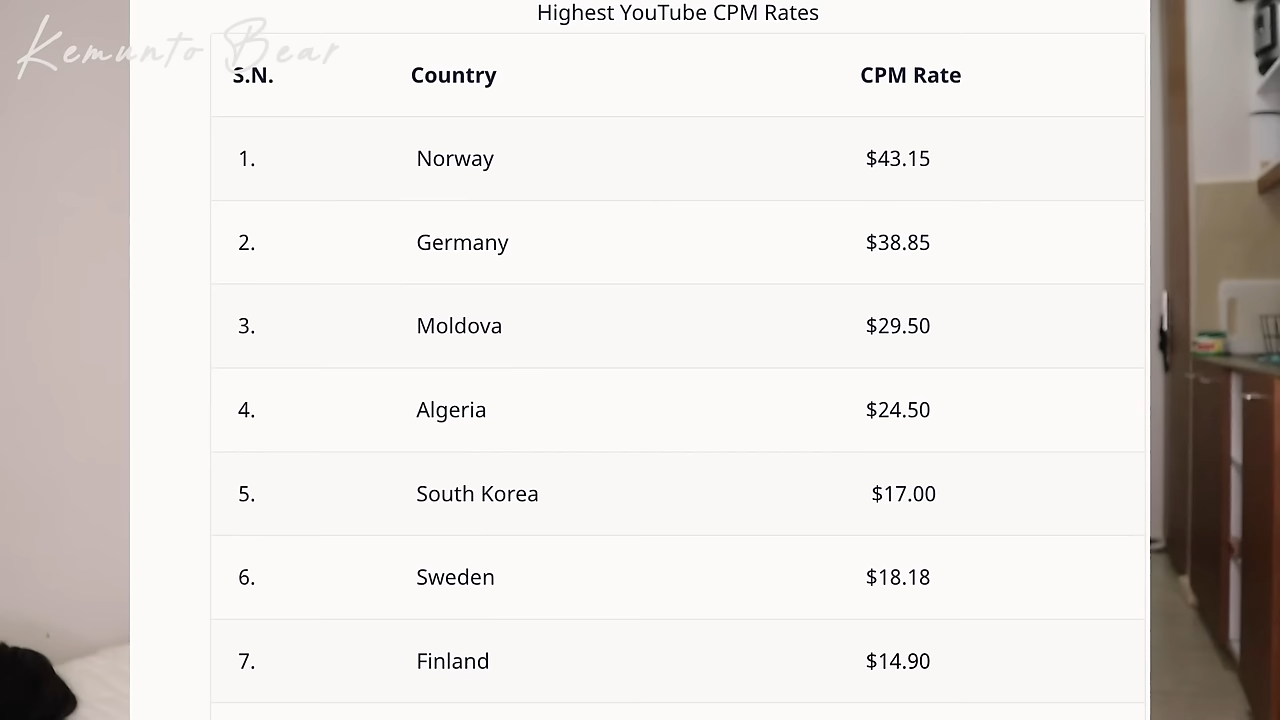 Highest YouTube CPM Rates
Kemunto Bear
S.N. Country CPM Rate
1. Norway $43.15
2. Germany $38.85
3. Moldova $29.50
4. Algeria $24.50
5. South Korea $17.00
6. Sweden $18.18
7. Finland $14.90